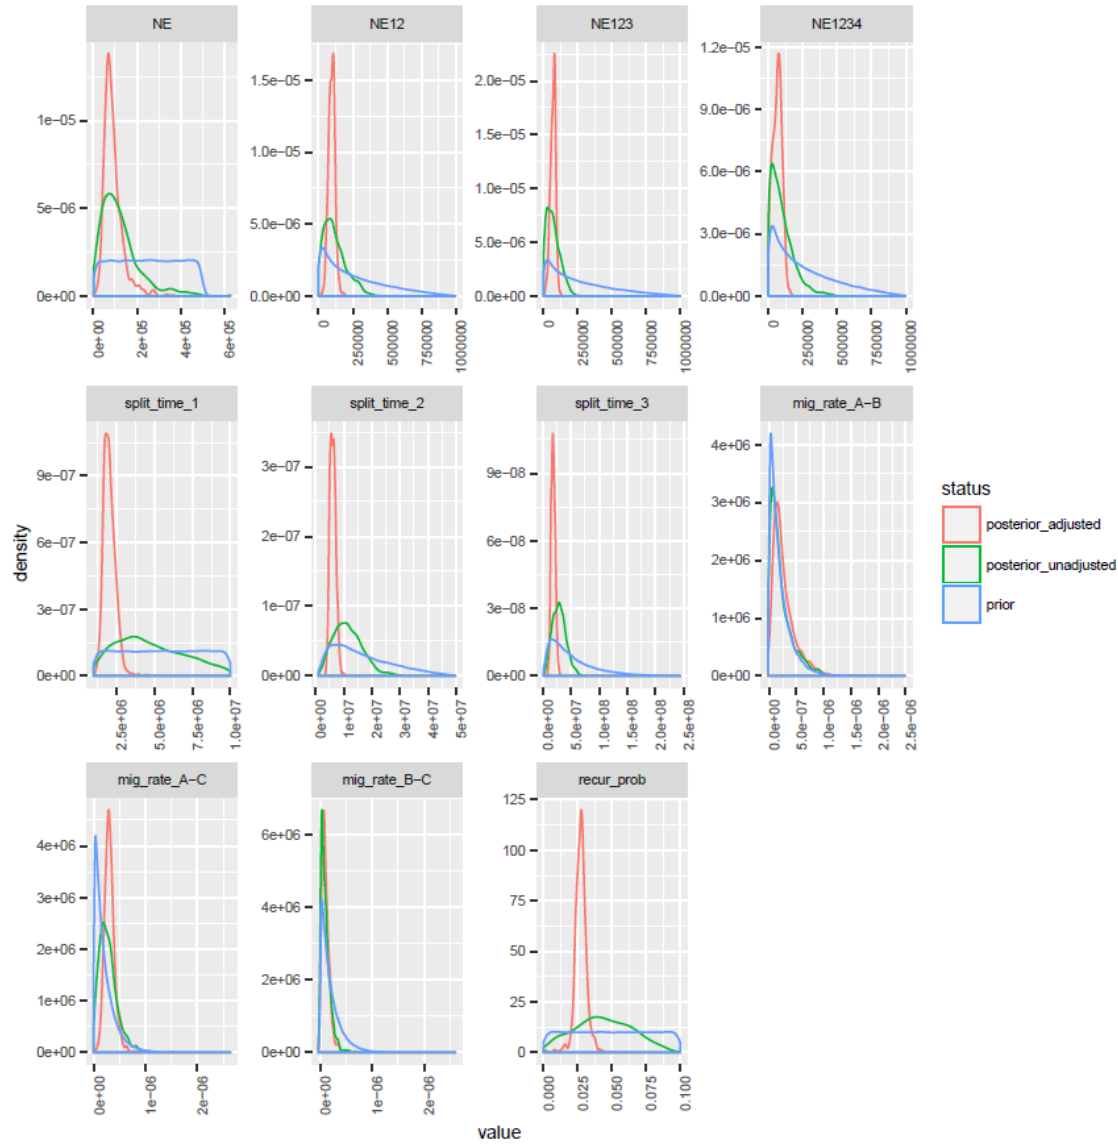 NE NE12 NE123 NE1234
1e−05
5e−06
0e+00
1.5e−05
1.0e−05
5.0e−06
0.0e+00
2.0e−05
1.5e−05
1.0e−05
5.0e−06
0.0e+00
1.2e−05
9.0e−06
6.0e−06
3.0e−06
0.0e+00
0e+00 2e+05 4e+05 6e+05
0 250000 500000 750000 1000000
0 250000 500000 750000 1000000
0 250000 500000 750000 1000000
split_time_1 split_time_2 split_time_3 mig_rate_A−B
9e−07
6e−07
3e−07
0e+00
3e−07
2e−07
1e−07
0e+00
9e−08
6e−08
3e−08
0e+00
4e+06
3e+06
2e+06
1e+06
0e+00
2.5e+06 5.0e+06 7.5e+06 1.0e+07
0e+00 1e+07 2e+07 3e+07 4e+07 5e+07
0.0e+00 5.0e+07 1.0e+08 1.5e+08 2.0e+08 2.5e+08
0.0e+00 5.0e−07 1.0e−06 1.5e−06 2.0e−06 2.5e−06
density
status
posterior_adjusted
posterior_unadjusted
prior
mig_rate_A−C mig_rate_B−C recur_prob
4e+06
3e+06
2e+06
1e+06
0e+00
6e+06
4e+06
2e+06
0e+00
125
100
75
50
25
0
0e+00 1e−06 2e−06
0e+00 1e−06 2e−06
0.000 0.025 0.050 0.075 0.100
value